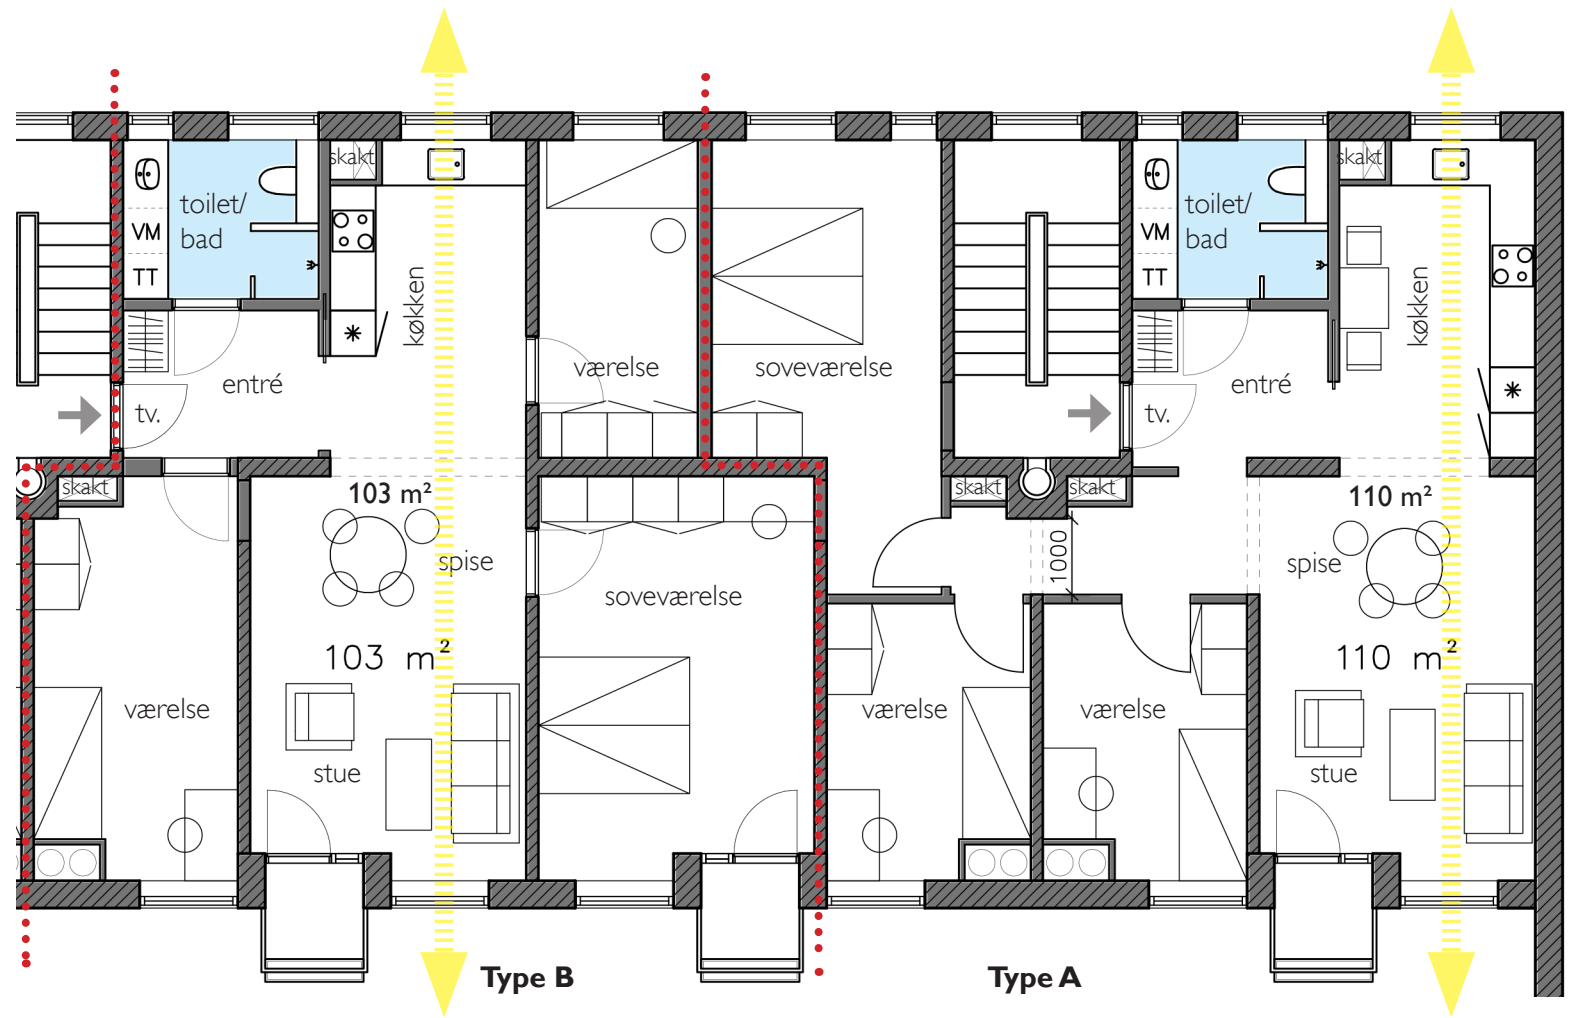 skakt
toilet/
bad
VM
TT
køkken
entré
tv.
værelse
soveværelse
skakt
103 m²
spise
soveværelse
103 m²
værelse
stue
Type B
toilet/
bad
VM
TT
skakt
køkken
entré
tv.
skakt
skakt
1000
110 m²
spise
110 m²
værelse
værelse
stue
Type A